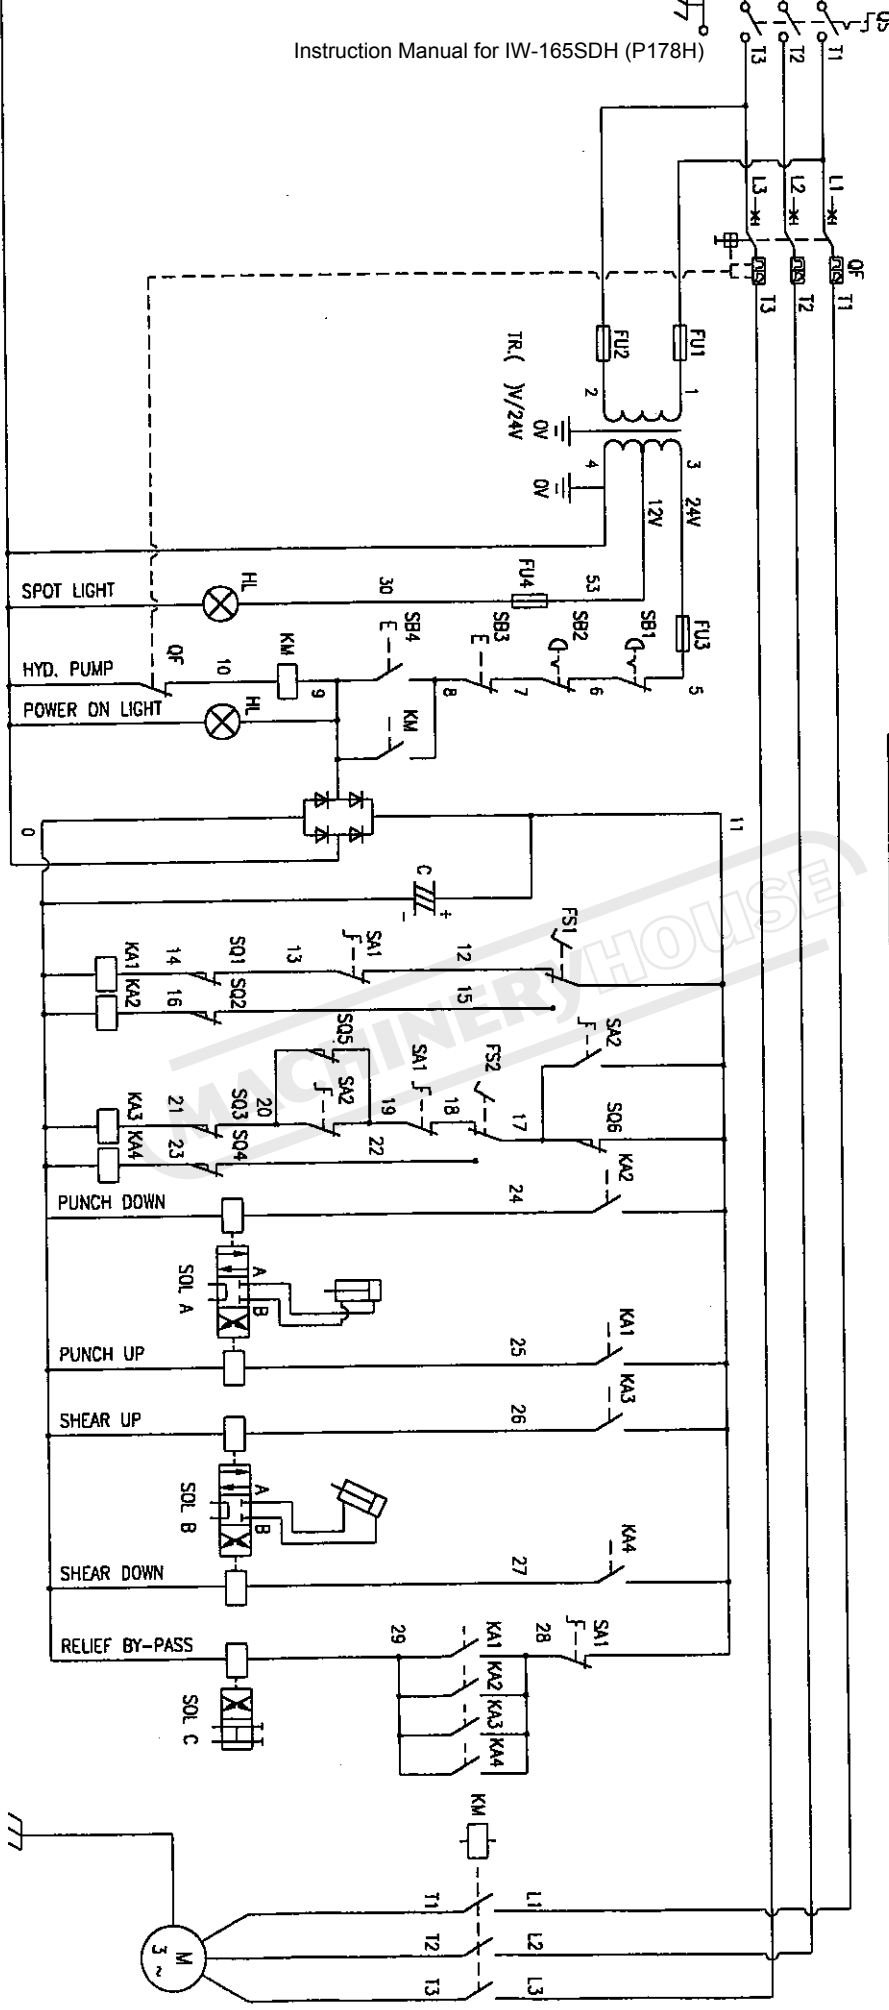 Instruction Manual for IW-165SDH (P178H)
QS
T3
T2
T1
L3
L2
L1
QF
T3
T2
T1
FU2
FU1
2
1
TR.( )V/24V
0V
0V
4
3
12V
24V
SPOT LIGHT
HL
30
FU4
53
FU3
HYD. PUMP
QF
10
KM
9
SB4
8
SB3
7
SB2
6
SB1
5
POWER ON LIGHT
HL
KM
0
11
C
+
-
KA1
14
SQ1
13
SA1
12
FS1
KA2
16
SQ2
15
SQ5
SA2
KA3
21
SQ3
20
SA2
19
SA1
18
FS2
17
SQ6
KA4
23
SQ4
22
KA2
PUNCH DOWN
24
SOL A
A
B
PUNCH UP
25
KA1
SHEAR UP
26
KA3
SOL B
A
B
SHEAR DOWN
27
KA4
RELIEF BY-PASS
29
KA1
28
SA1
KA2
KA3
KA4
SOL C
KM
T1
L1
T2
L2
T3
L3
M
3 ~
MACHINERYHOUSE